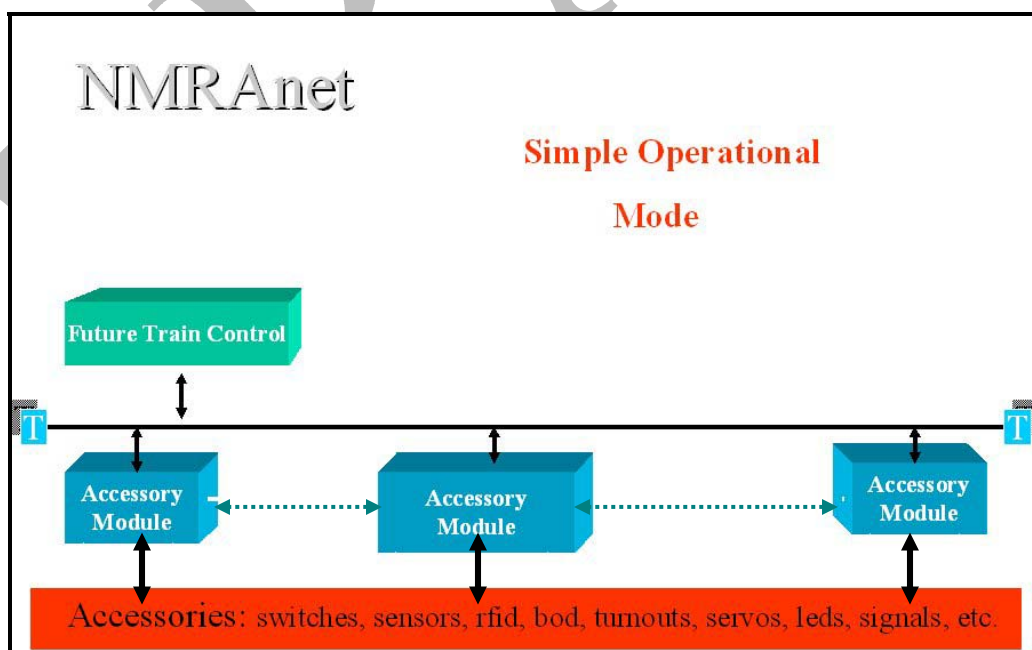 NMRAnet
Simple Operational
Mode
Future Train Control
T
T
Accessory
Module
Accessory
Module
Accessory
Module
Accessories: switches, sensors, rfid, bod, turnouts, servos, leds, signals, etc.